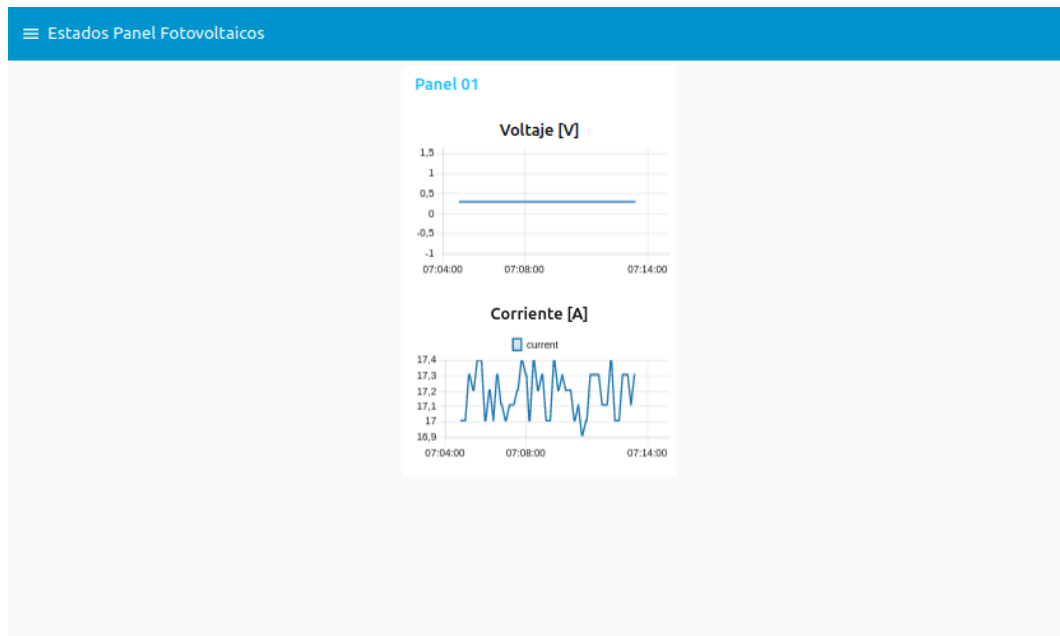 Estados Panel Fotovoltaicos
Panel 01
Voltaje [V]
1,5
1
0,5
0
-0,5
-1
07:04:00 07:08:00 07:14:00
Corriente [A]
current
17,4
17,3
17,2
17,1
17
16,9
07:04:00 07:08:00 07:14:00